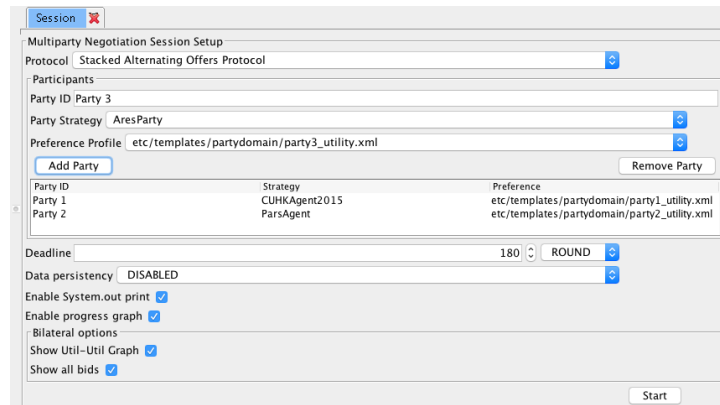 Session
Multiparty Negotiation Session Setup
Protocol Stacked Alternating Offers Protocol
Participants
Party ID Party 3
Party Strategy AresParty
Preference Profile etc/templates/partydomain/party3_utility.xml
Add Party Remove Party
Party ID Strategy Preference
Party 1 CUHKAgent2015 etc/templates/partydomain/party1_utility.xml
Party 2 ParsAgent etc/templates/partydomain/party2_utility.xml
Deadline 180 ROUND
Data persistency DISABLED
Enable System.out print
Enable progress graph
Bilateral options
Show Util-Util Graph
Show all bids
Start